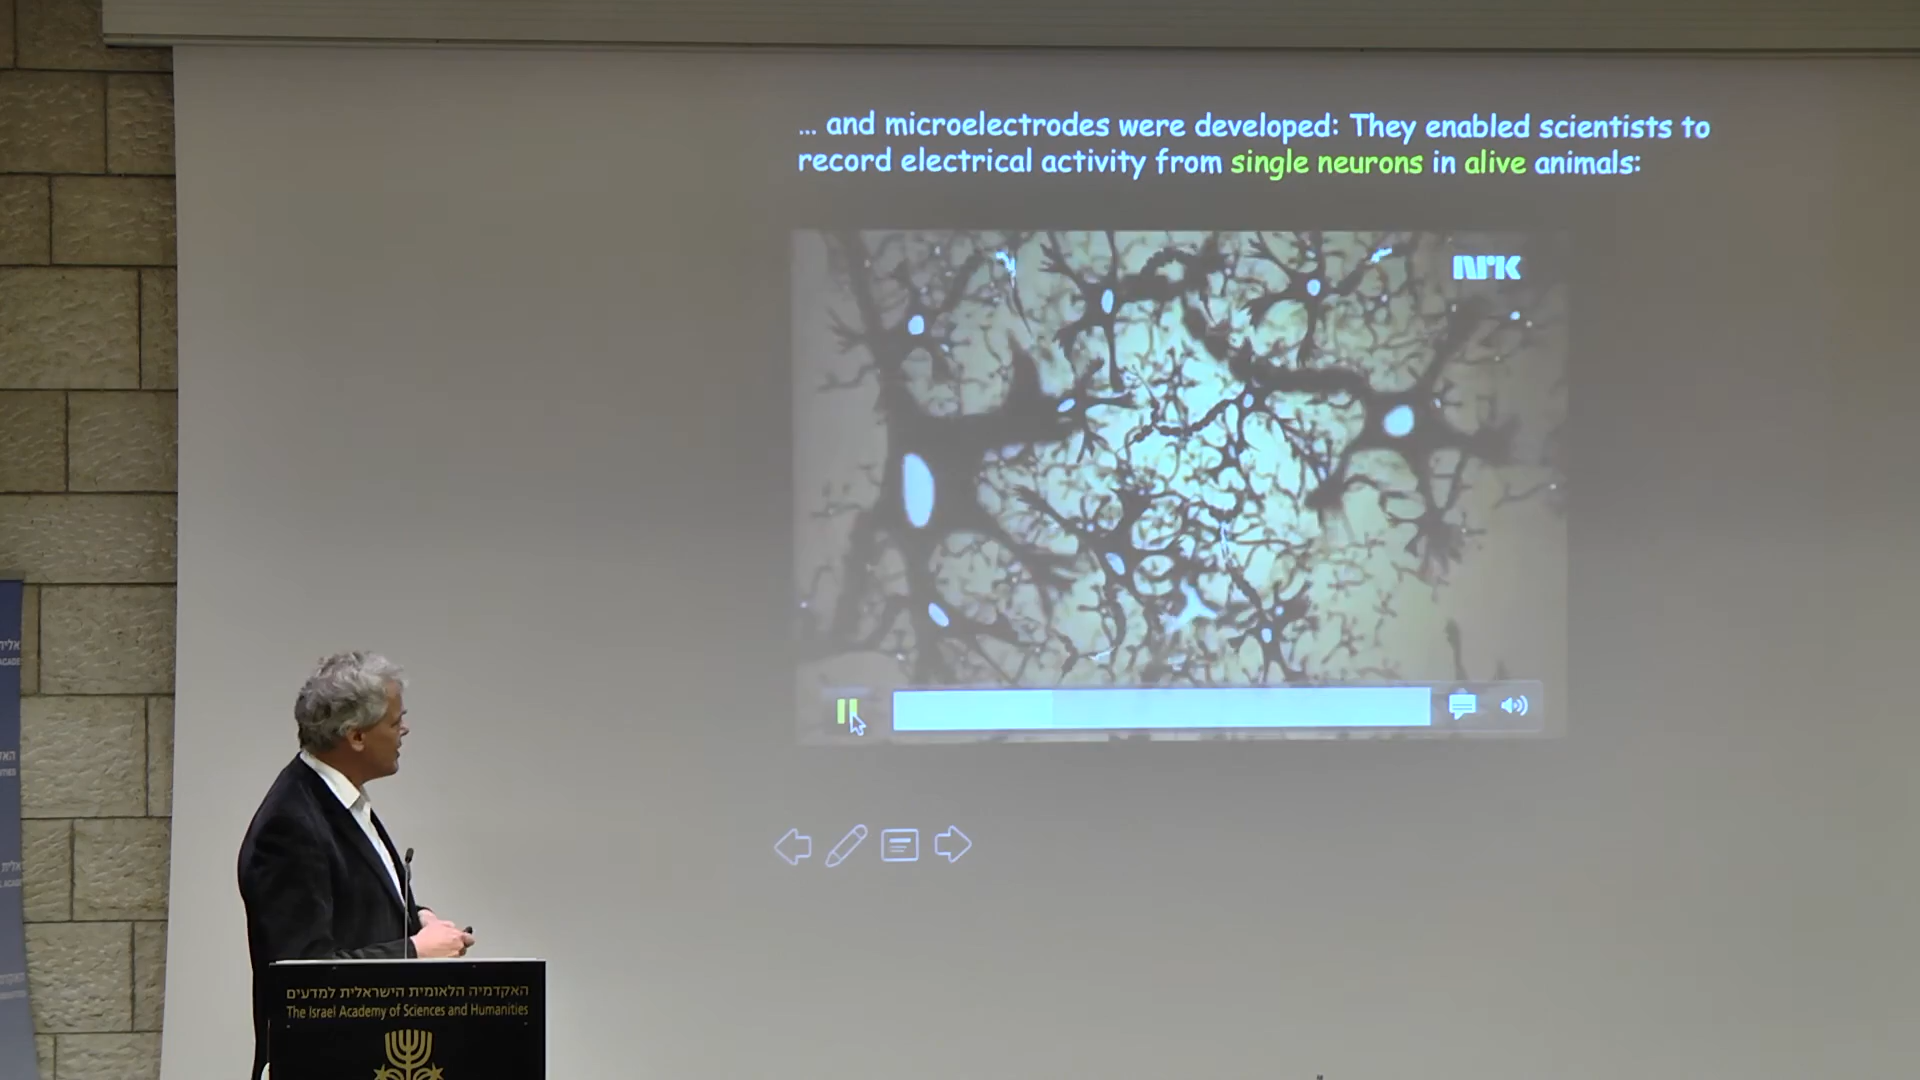 ... and microelectrodes were developed: They enabled scientists to
record electrical activity from single neurons in alive animals:
NRK
האקדמיה הלאומית הישראלית למדעים
The Israel Academy of Sciences and Humanities